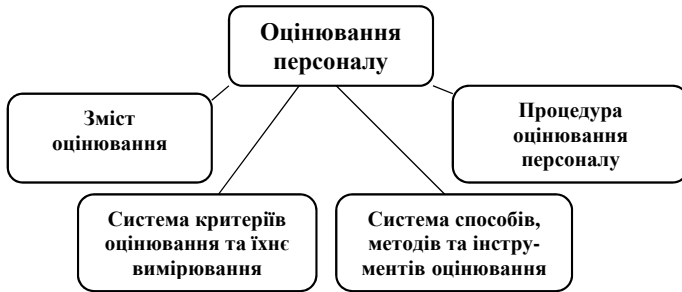 Оцінювання
персоналу
Зміст
оцінювання
Процедура
оцінювання
персоналу
Система критеріїв
оцінювання та їхнє
вимірювання
Система способів,
методів та інстру-
ментів оцінювання